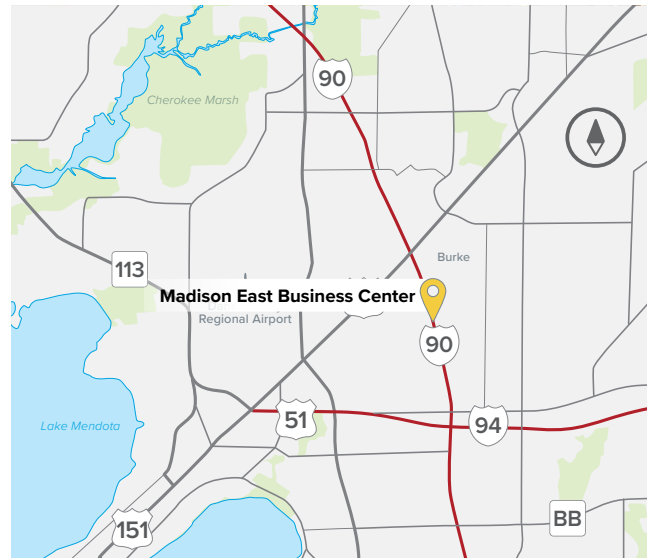 90
Cherokee Marsh
Burke
113
Madison East Business Center
Regional Airport
90
51
Lake Mendota
94
151
BB